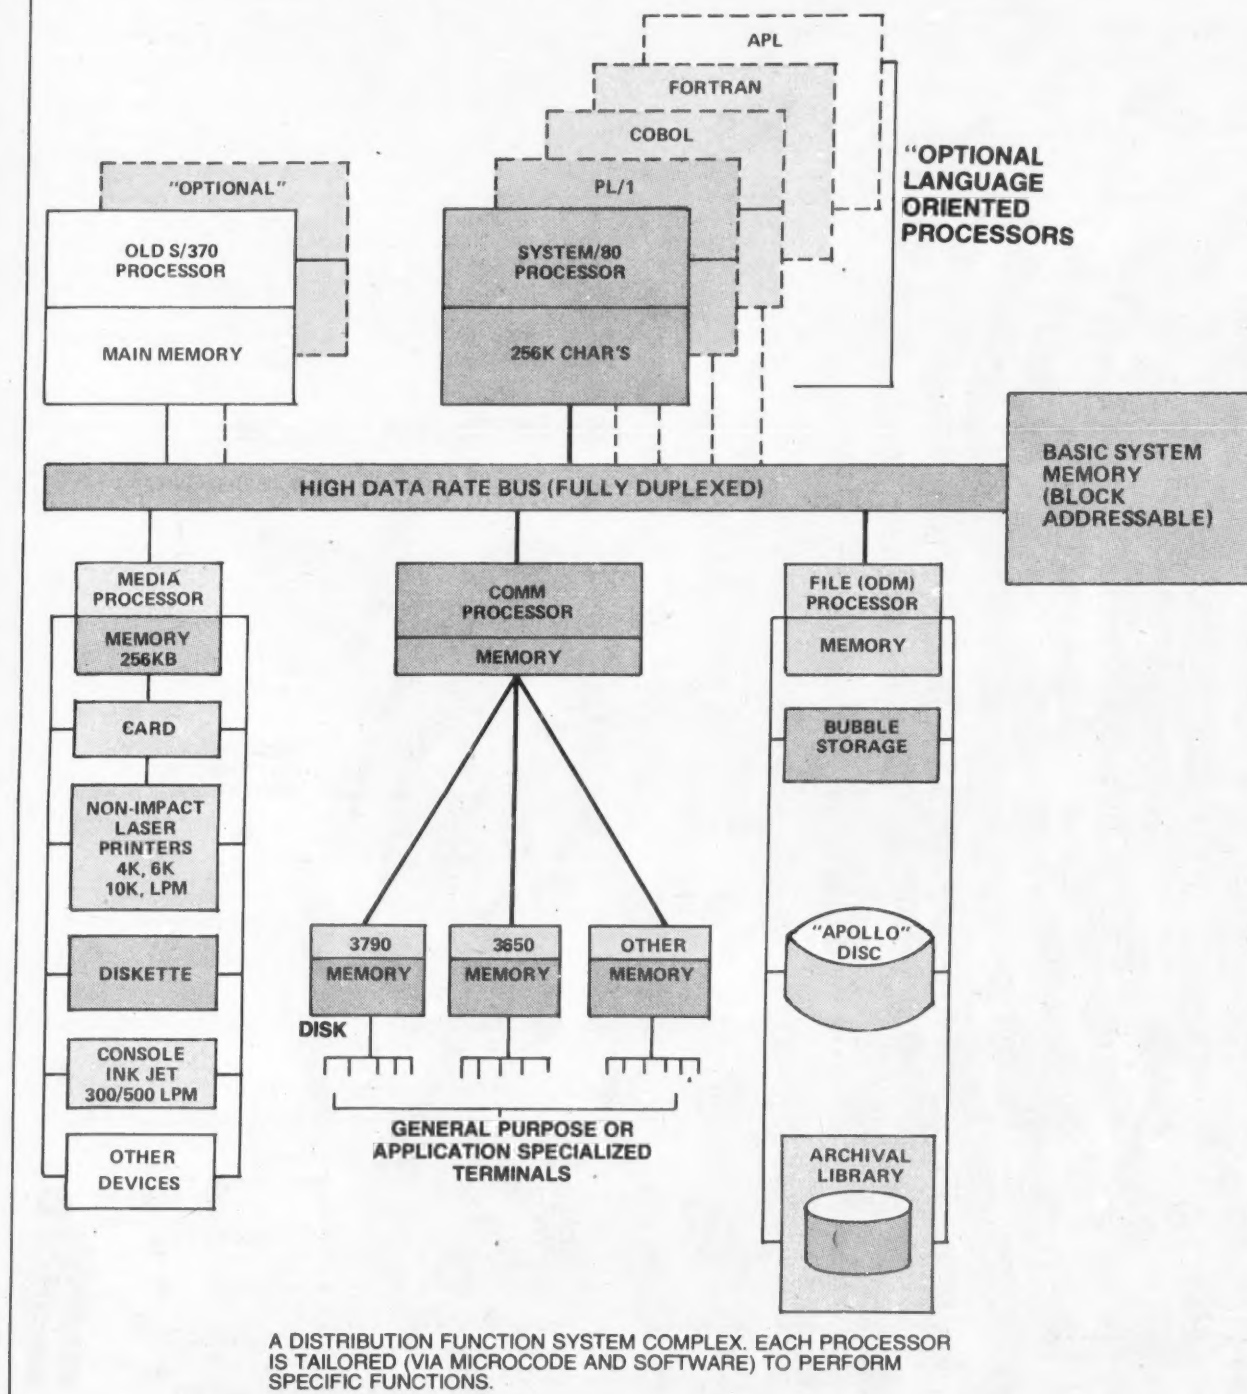 APL
FORTRAN
COBOL
PL/1
"OPTIONAL
LANGUAGE
ORIENTED
PROCESSORS
"OPTIONAL"
OLD S/370
PROCESSOR
MAIN MEMORY
SYSTEM/80
PROCESSOR
256K CHAR'S
BASIC SYSTEM
MEMORY
(BLOCK
ADDRESSABLE)
HIGH DATA RATE BUS (FULLY DUPLEXED)
MEDIA
PROCESSOR
MEMORY
256KB
CARD
NON-IMPACT
LASER
PRINTERS
4K, 6K
10K, LPM
DISKETTE
CONSOLE
INK JET
300/500 LPM
OTHER
DEVICES
COMM
PROCESSOR
MEMORY
3790
MEMORY
DISK
3650
MEMORY
OTHER
MEMORY
GENERAL PURPOSE OR
APPLICATION SPECIALIZED
TERMINALS
FILE (ODM)
PROCESSOR
MEMORY
BUBBLE
STORAGE
"APOLLO"
DISC
ARCHIVAL
LIBRARY
A DISTRIBUTION FUNCTION SYSTEM COMPLEX. EACH PROCESSOR
IS TAILORED (VIA MICROCODE AND SOFTWARE) TO PERFORM
SPECIFIC FUNCTIONS.